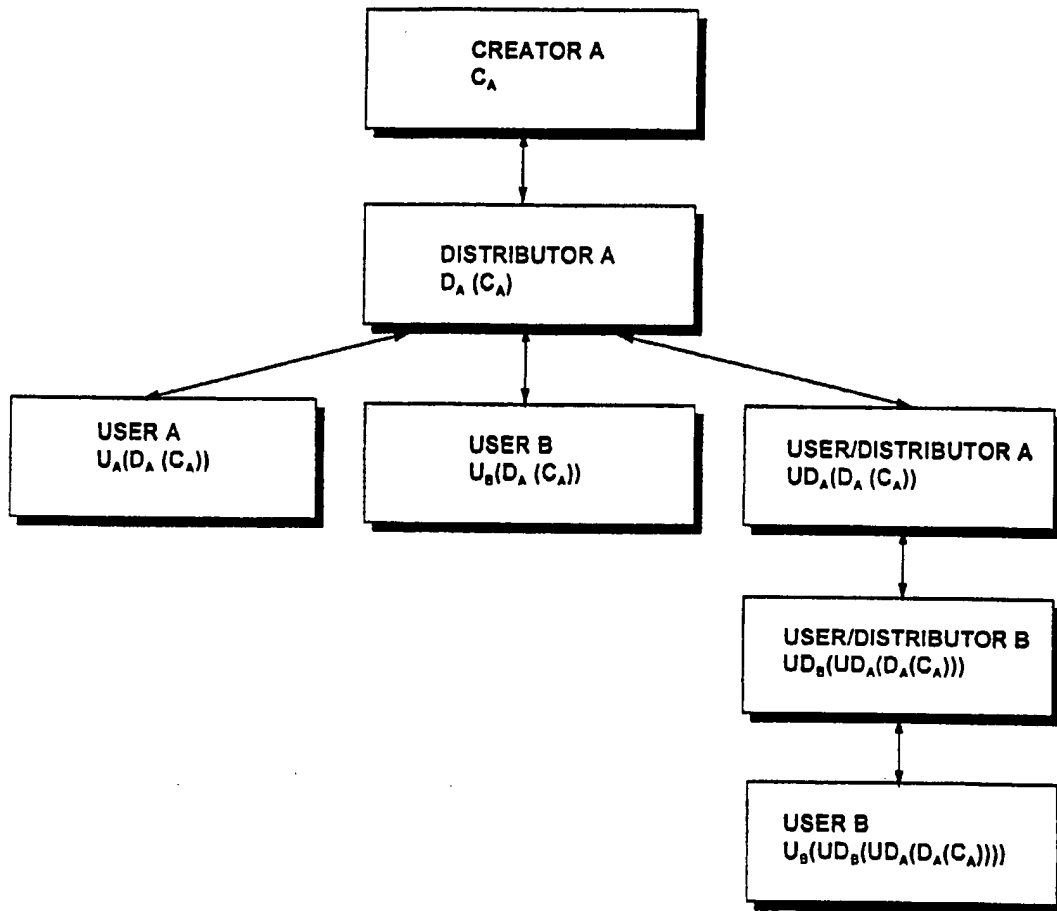 CREATOR A
C_A
DISTRIBUTOR A
D_A (C_A)
USER A
U_A(D_A (C_A))
USER B
U_B(D_A (C_A))
USER/DISTRIBUTOR A
UD_A(D_A (C_A))
USER/DISTRIBUTOR B
UD_B(UD_A(D_A(C_A)))
USER B
U_B(UD_B(UD_A(D_A(C_A))))